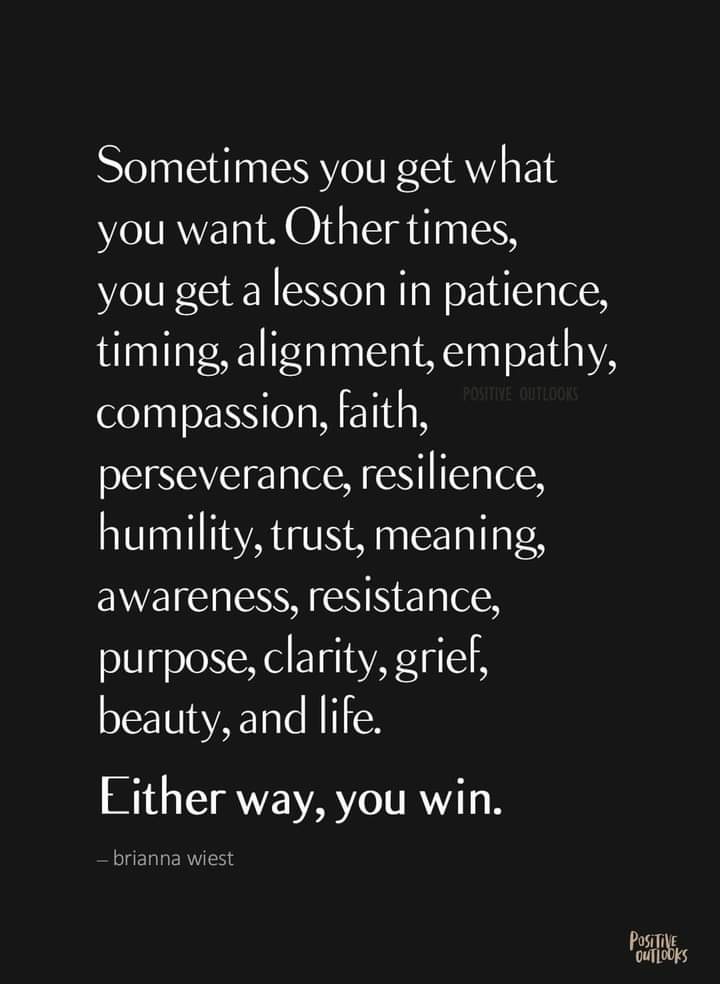 Sometimes you get what
you want. Other times,
you get a lesson in patience,
timing, alignment, empathy,
POSITIVE OUTLOOKS
compassion, faith,
perseverance, resilience,
humility, trust, meaning,
awareness, resistance,
purpose, clarity, grief,
beauty, and life.
Either way, you win.
– brianna wiest
POSiTiVE
OUTLOOKS